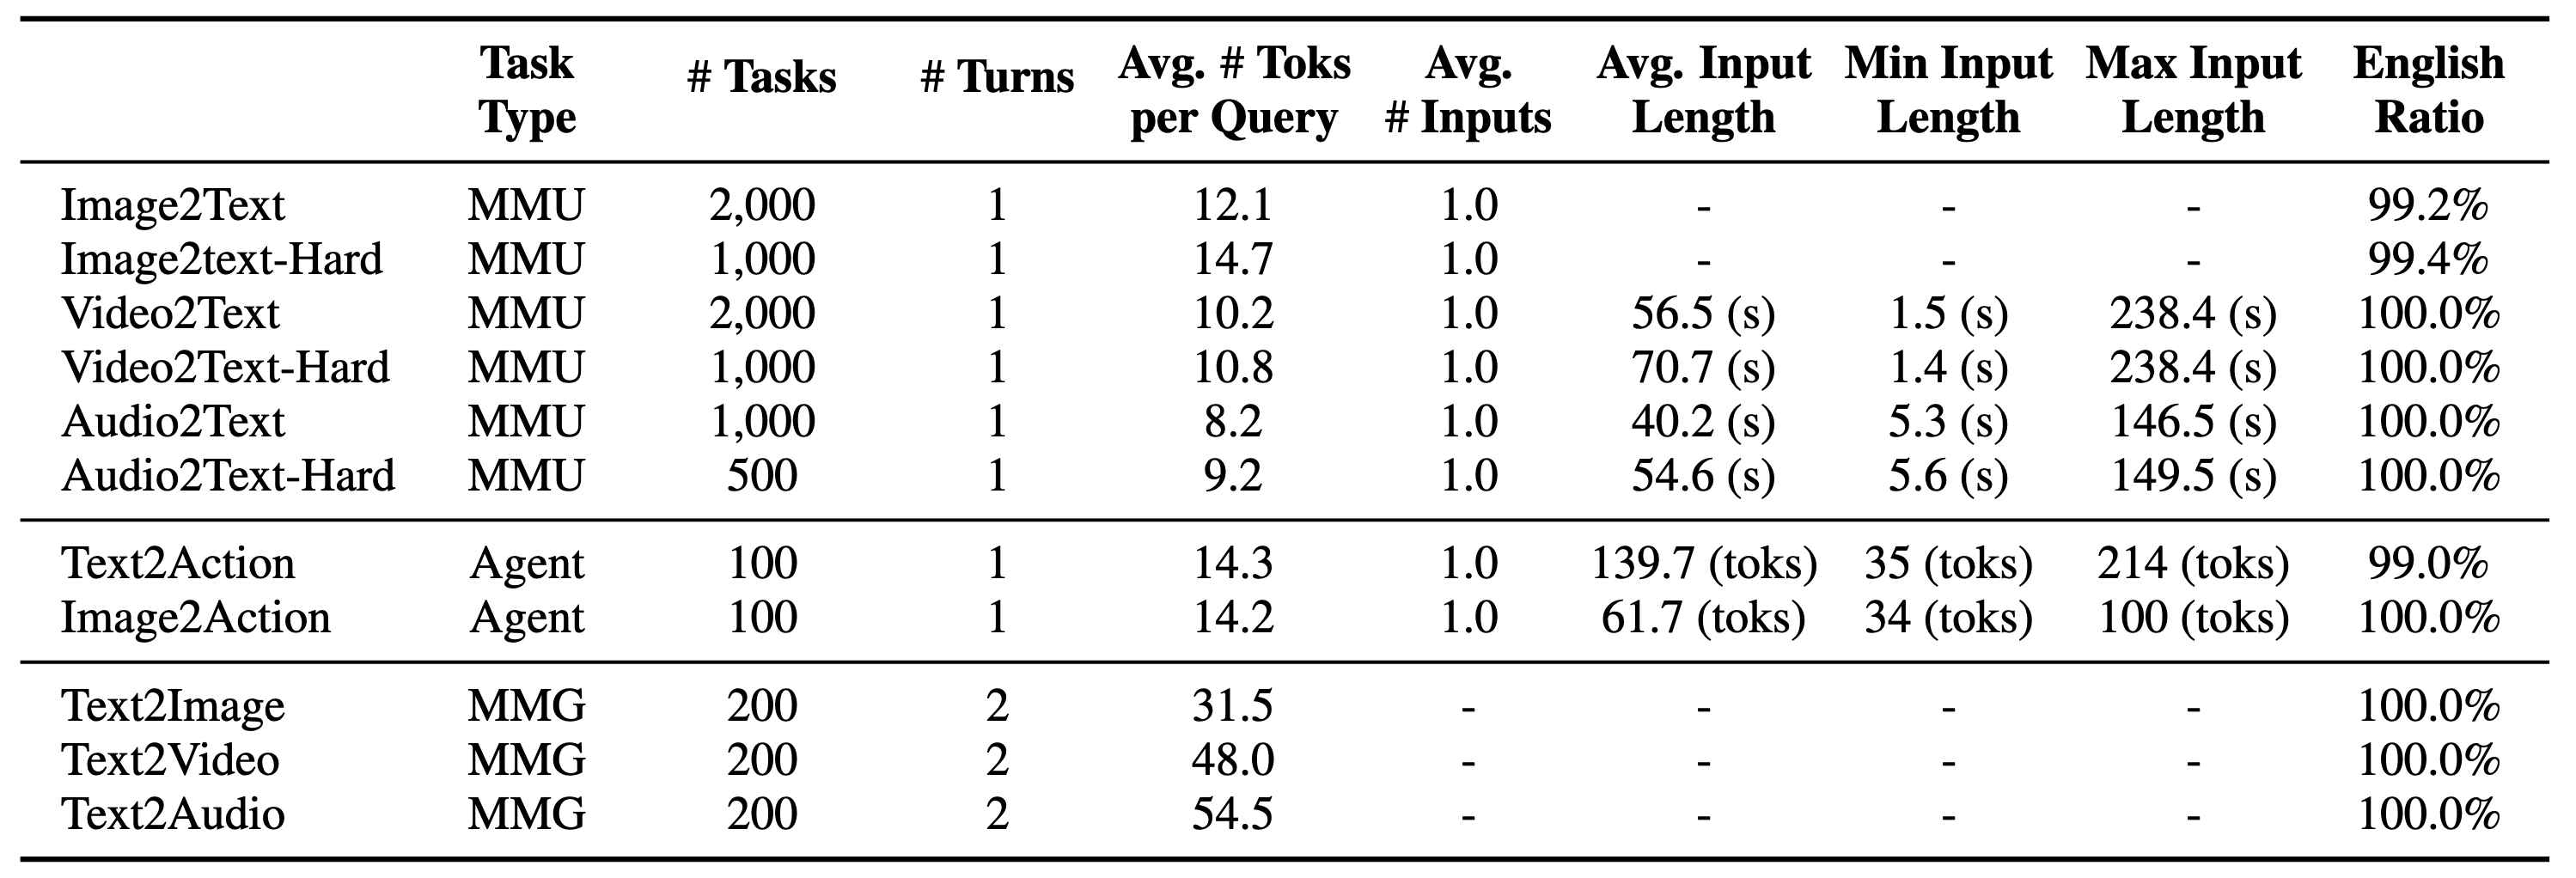 Task Type # Tasks # Turns Avg. # Toks per Query Avg. # Inputs Avg. Input Length Min Input Length Max Input Length English Ratio
Image2Text MMU 2,000 1 12.1 1.0 - - - 99.2%
Image2text-Hard MMU 1,000 1 14.7 1.0 - - - 99.4%
Video2Text MMU 2,000 1 10.2 1.0 56.5 (s) 1.5 (s) 238.4 (s) 100.0%
Video2Text-Hard MMU 1,000 1 10.8 1.0 70.7 (s) 1.4 (s) 238.4 (s) 100.0%
Audio2Text MMU 1,000 1 8.2 1.0 40.2 (s) 5.3 (s) 146.5 (s) 100.0%
Audio2Text-Hard MMU 500 1 9.2 1.0 54.6 (s) 5.6 (s) 149.5 (s) 100.0%
Text2Action Agent 100 1 14.3 1.0 139.7 (toks) 35 (toks) 214 (toks) 99.0%
Image2Action Agent 100 1 14.2 1.0 61.7 (toks) 34 (toks) 100 (toks) 100.0%
Text2Image MMG 200 2 31.5 - - - - 100.0%
Text2Video MMG 200 2 48.0 - - - - 100.0%
Text2Audio MMG 200 2 54.5 - - - - 100.0%